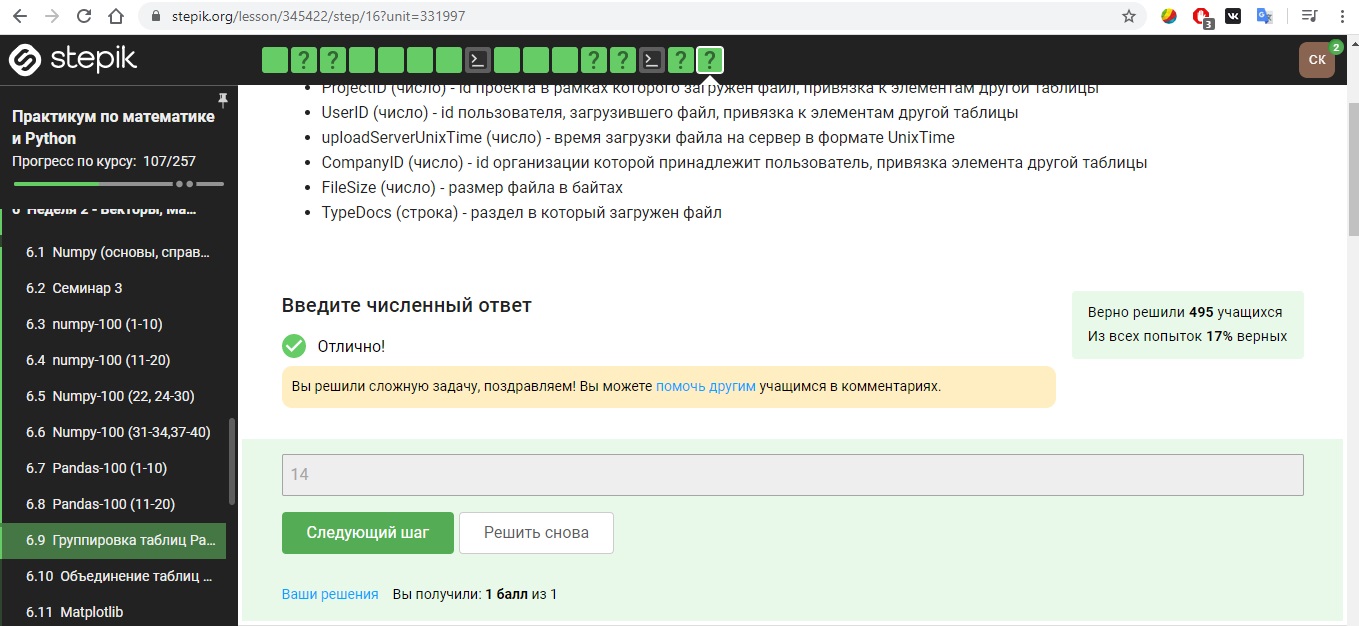 stepik.org/lesson/345422/step/16?unit=331997
3
stepik
? ? ? ? ? ?
СК
2
Практикум по математике
и Python
Прогресс по курсу: 107/257
6 Неделя 2 - Векторы, Ма...
6.1 Numpy (основы, справ...
6.2 Семинар 3
6.3 numpy-100 (1-10)
6.4 numpy-100 (11-20)
6.5 Numpy-100 (22, 24-30)
6.6 Numpy-100 (31-34,37-40)
6.7 Pandas-100 (1-10)
6.8 Pandas-100 (11-20)
6.9 Группировка таблиц Pa...
6.10 Объединение таблиц ...
6.11 Matplotlib
• ProjectID (число) - id проекта в рамках которого загружен файл, привязка к элементам другой таблицы
• UserID (число) - id пользователя, загрузившего файл, привязка к элементам другой таблицы
• uploadServerUnixTime (число) - время загрузки файла на сервер в формате UnixTime
• CompanyID (число) - id организации которой принадлежит пользователь, привязка элемента другой таблицы
• FileSize (число) - размер файла в байтах
• TypeDocs (строка) - раздел в который загружен файл
Введите численный ответ
Верно решили 495 учащихся
Из всех попыток 17% верных
Отлично!
Вы решили сложную задачу, поздравляем! Вы можете помочь другим учащимся в комментариях.
14
Следующий шаг
Решить снова
Ваши решения Вы получили: 1 балл из 1